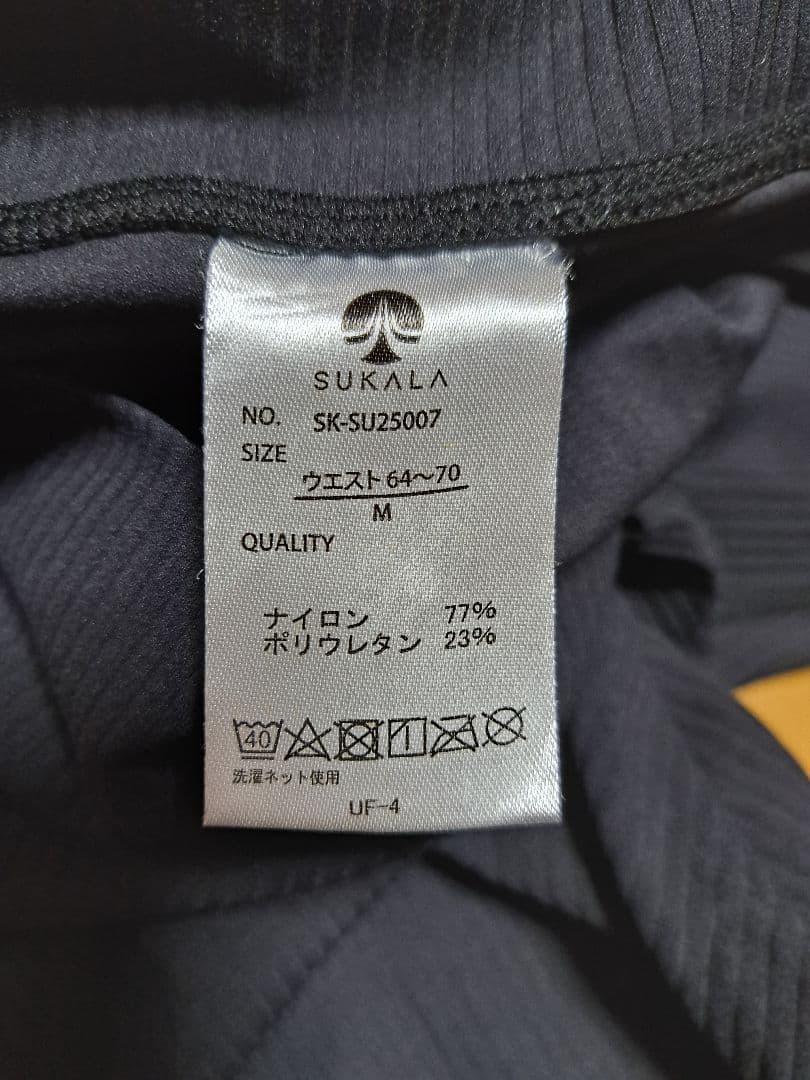 SUKALA
NO. SK-SU25007
SIZE
ウエスト64〜70
M
QUALITY
ナイロン 77%
ポリウレタン 23%
40
洗濯ネット使用
UF-4